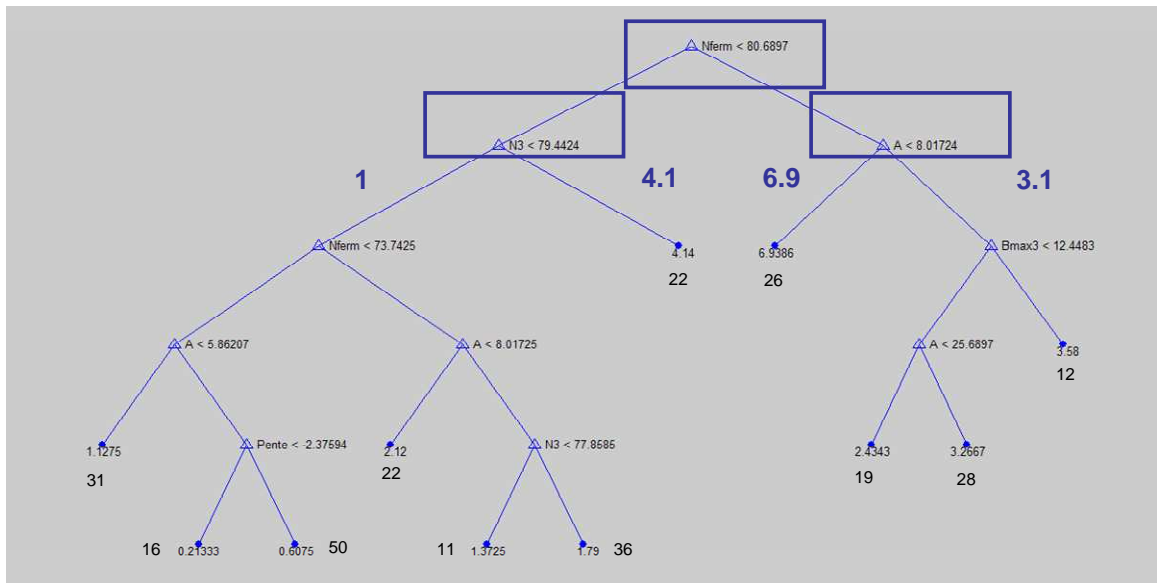 Nferm < 80.6897
N3 < 79.4424
A < 8.01724
1
4.1
6.9
3.1
Nferm < 73.7425
4.14
6.9386
Bmax3 < 12.4483
22
26
A < 5.86207
A < 8.01725
A < 25.6897
3.58
12
1.1275
Pente < -2.37594
2.12
N3 < 77.8585
2.4343
3.2667
31
22
19
28
16
0.21333
0.6075
50
11
1.3725
1.79
36